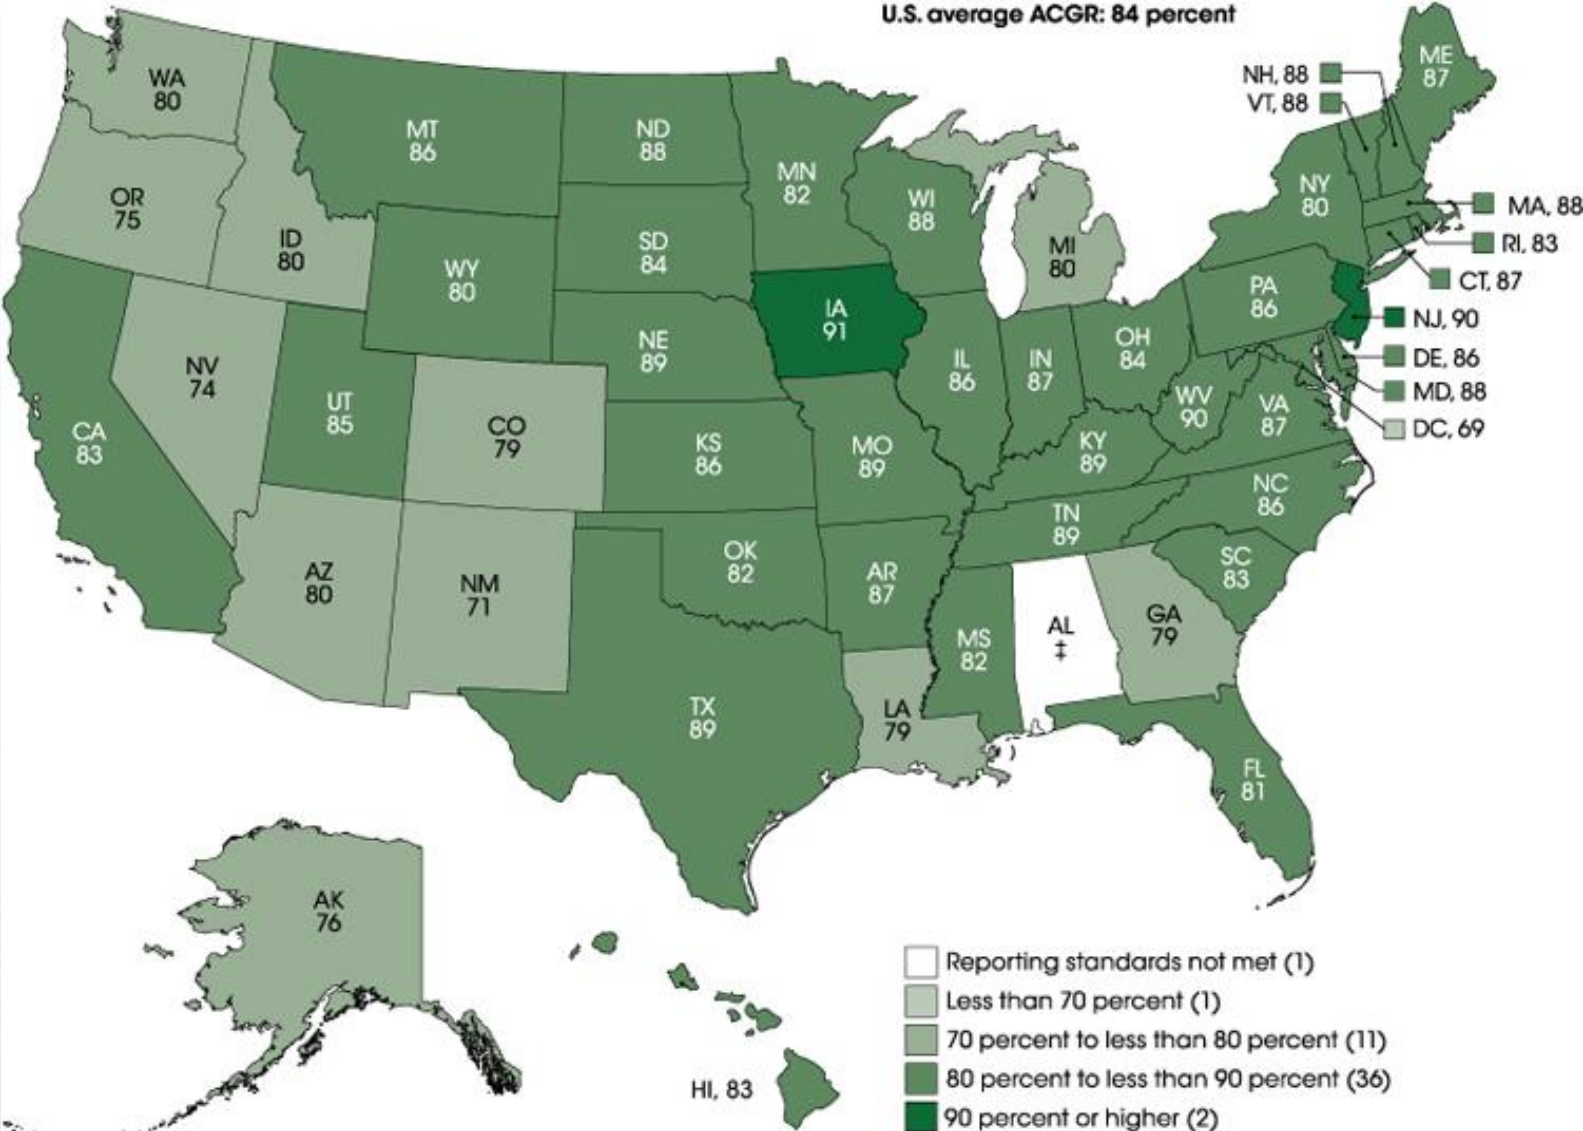 U.S. average ACGR: 84 percent
WA
80
OR
75
ID
80
MT
86
ND
88
MN
82
WI
88
MI
80
NY
80
ME
87
NH, 88
VT, 88
MA, 88
RI, 83
CT, 87
NJ, 90
DE, 86
MD, 88
DC, 69
WY
80
SD
84
IA
91
NE
89
IL
86
IN
87
OH
84
PA
86
WV
90
VA
87
CA
83
NV
74
UT
85
CO
79
KS
86
MO
89
KY
89
NC
86
TN
89
SC
83
AZ
80
NM
71
OK
82
AR
87
MS
82
AL
‡
GA
79
TX
89
LA
79
FL
81
AK
76
HI, 83
Reporting standards not met (1)
Less than 70 percent (1)
70 percent to less than 80 percent (11)
80 percent to less than 90 percent (36)
90 percent or higher (2)